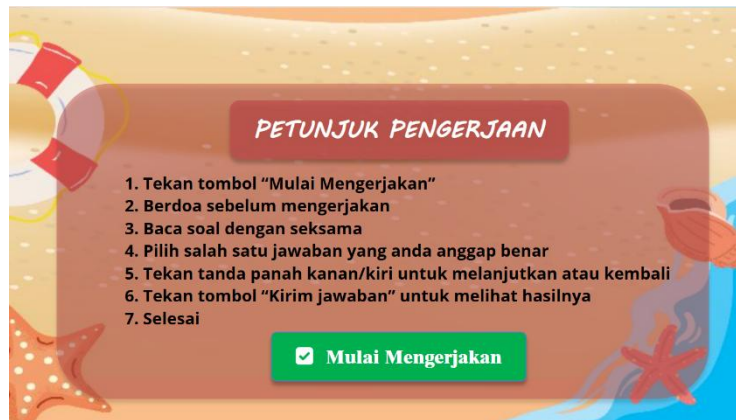 PETUNJUK PENGERJAAN
1. Tekan tombol “Mulai Mengerjakan”
2. Berdoa sebelum mengerjakan
3. Baca soal dengan seksama
4. Pilih salah satu jawaban yang anda anggap benar
5. Tekan tanda panah kanan/kiri untuk melanjutkan atau kembali
6. Tekan tombol “Kirim jawaban” untuk melihat hasilnya
7. Selesai
Mulai Mengerjakan